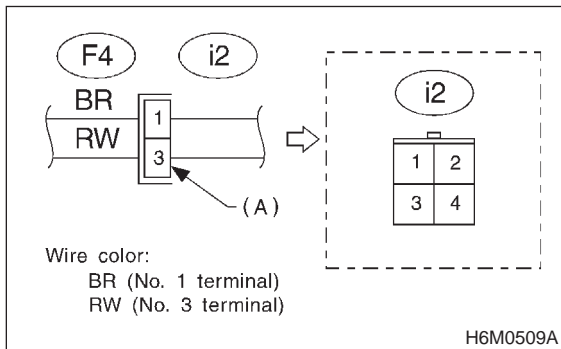 F4 i2
BR
1
RW
3
(A)
i2
1 2
3 4
Wire color:
BR (No. 1 terminal)
RW (No. 3 terminal)
H6M0509A